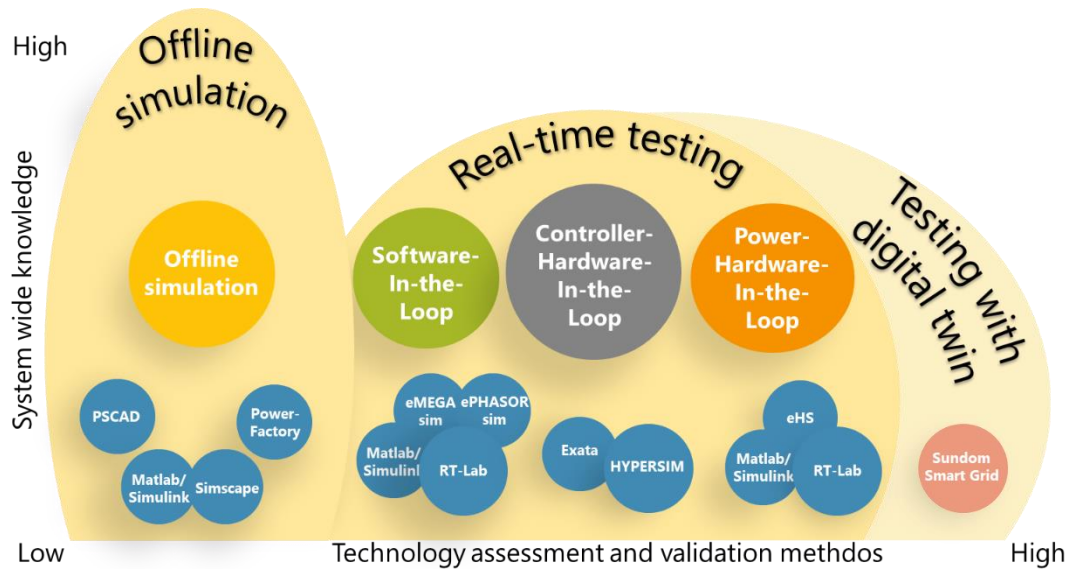 High
System wide knowledge
Low
Offline
simulation
Offline
simulation
PSCAD
Power-
Factory
Matlab/
Simulink
Simscape
Real-time testing
Software-
In-the-
Loop
Controller-
Hardware-
In-the-
Loop
Power-
Hardware-
In-the-
Loop
eMEGA
sim
ePHASOR
sim
Matlab/
Simulink
RT-Lab
Exata
HYPERSIM
eHS
Matlab/
Simulink
RT-Lab
Testing with
digital twin
Sundom
Smart Grid
Technology assessment and validation methdos
High